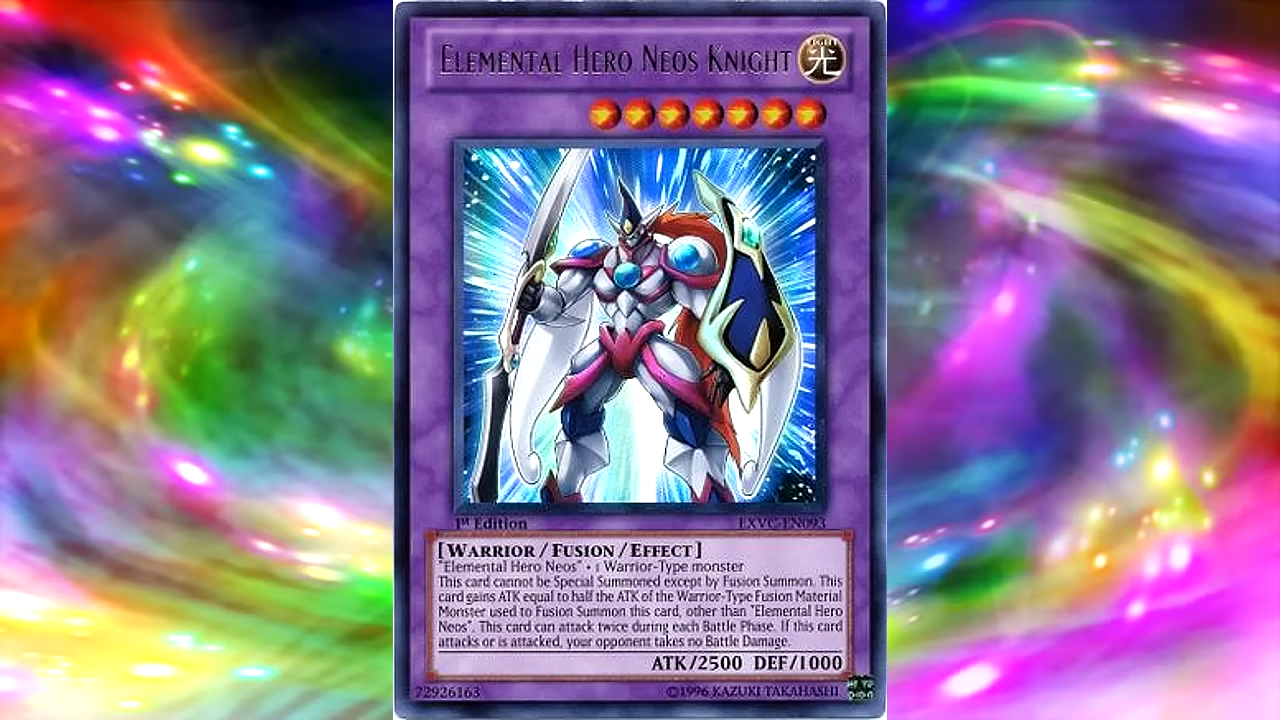 Elemental Hero Neos Knight
LIGHT
光
1st Edition
EXVC-EN093
[Warrior / Fusion / Effect]
"Elemental Hero Neos" + 1 Warrior-Type monster
This card cannot be Special Summoned except by Fusion Summon. This
card gains ATK equal to half the ATK of the Warrior-Type Fusion Material
Monster used to Fusion Summon this card, other than "Elemental Hero
Neos". This card can attack twice during each Battle Phase. If this card
attacks or is attacked, your opponent takes no Battle Damage.
ATK/2500 DEF/1000
72926163
©1996 KAZUKI TAKAHASHI